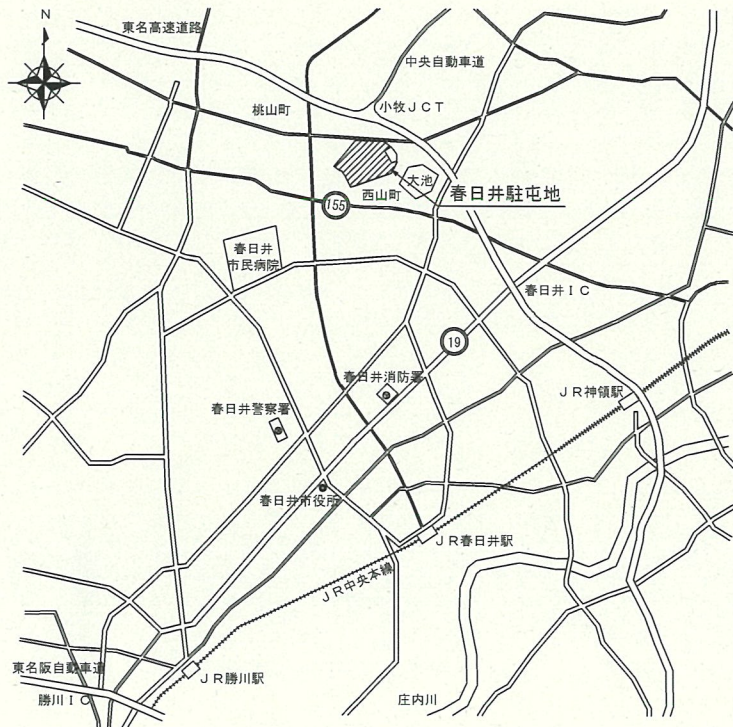 N
東名高速道路
中央自動車道
桃山町
小牧JCT
大池
西山町
春日井駐屯地
155
春日井
市民病院
春日井IC
19
春日井消防署
JR神領駅
春日井警察署
春日井市役所
JR春日井駅
JR中央本線
東名阪自動車道
JR勝川駅
勝川IC
庄内川